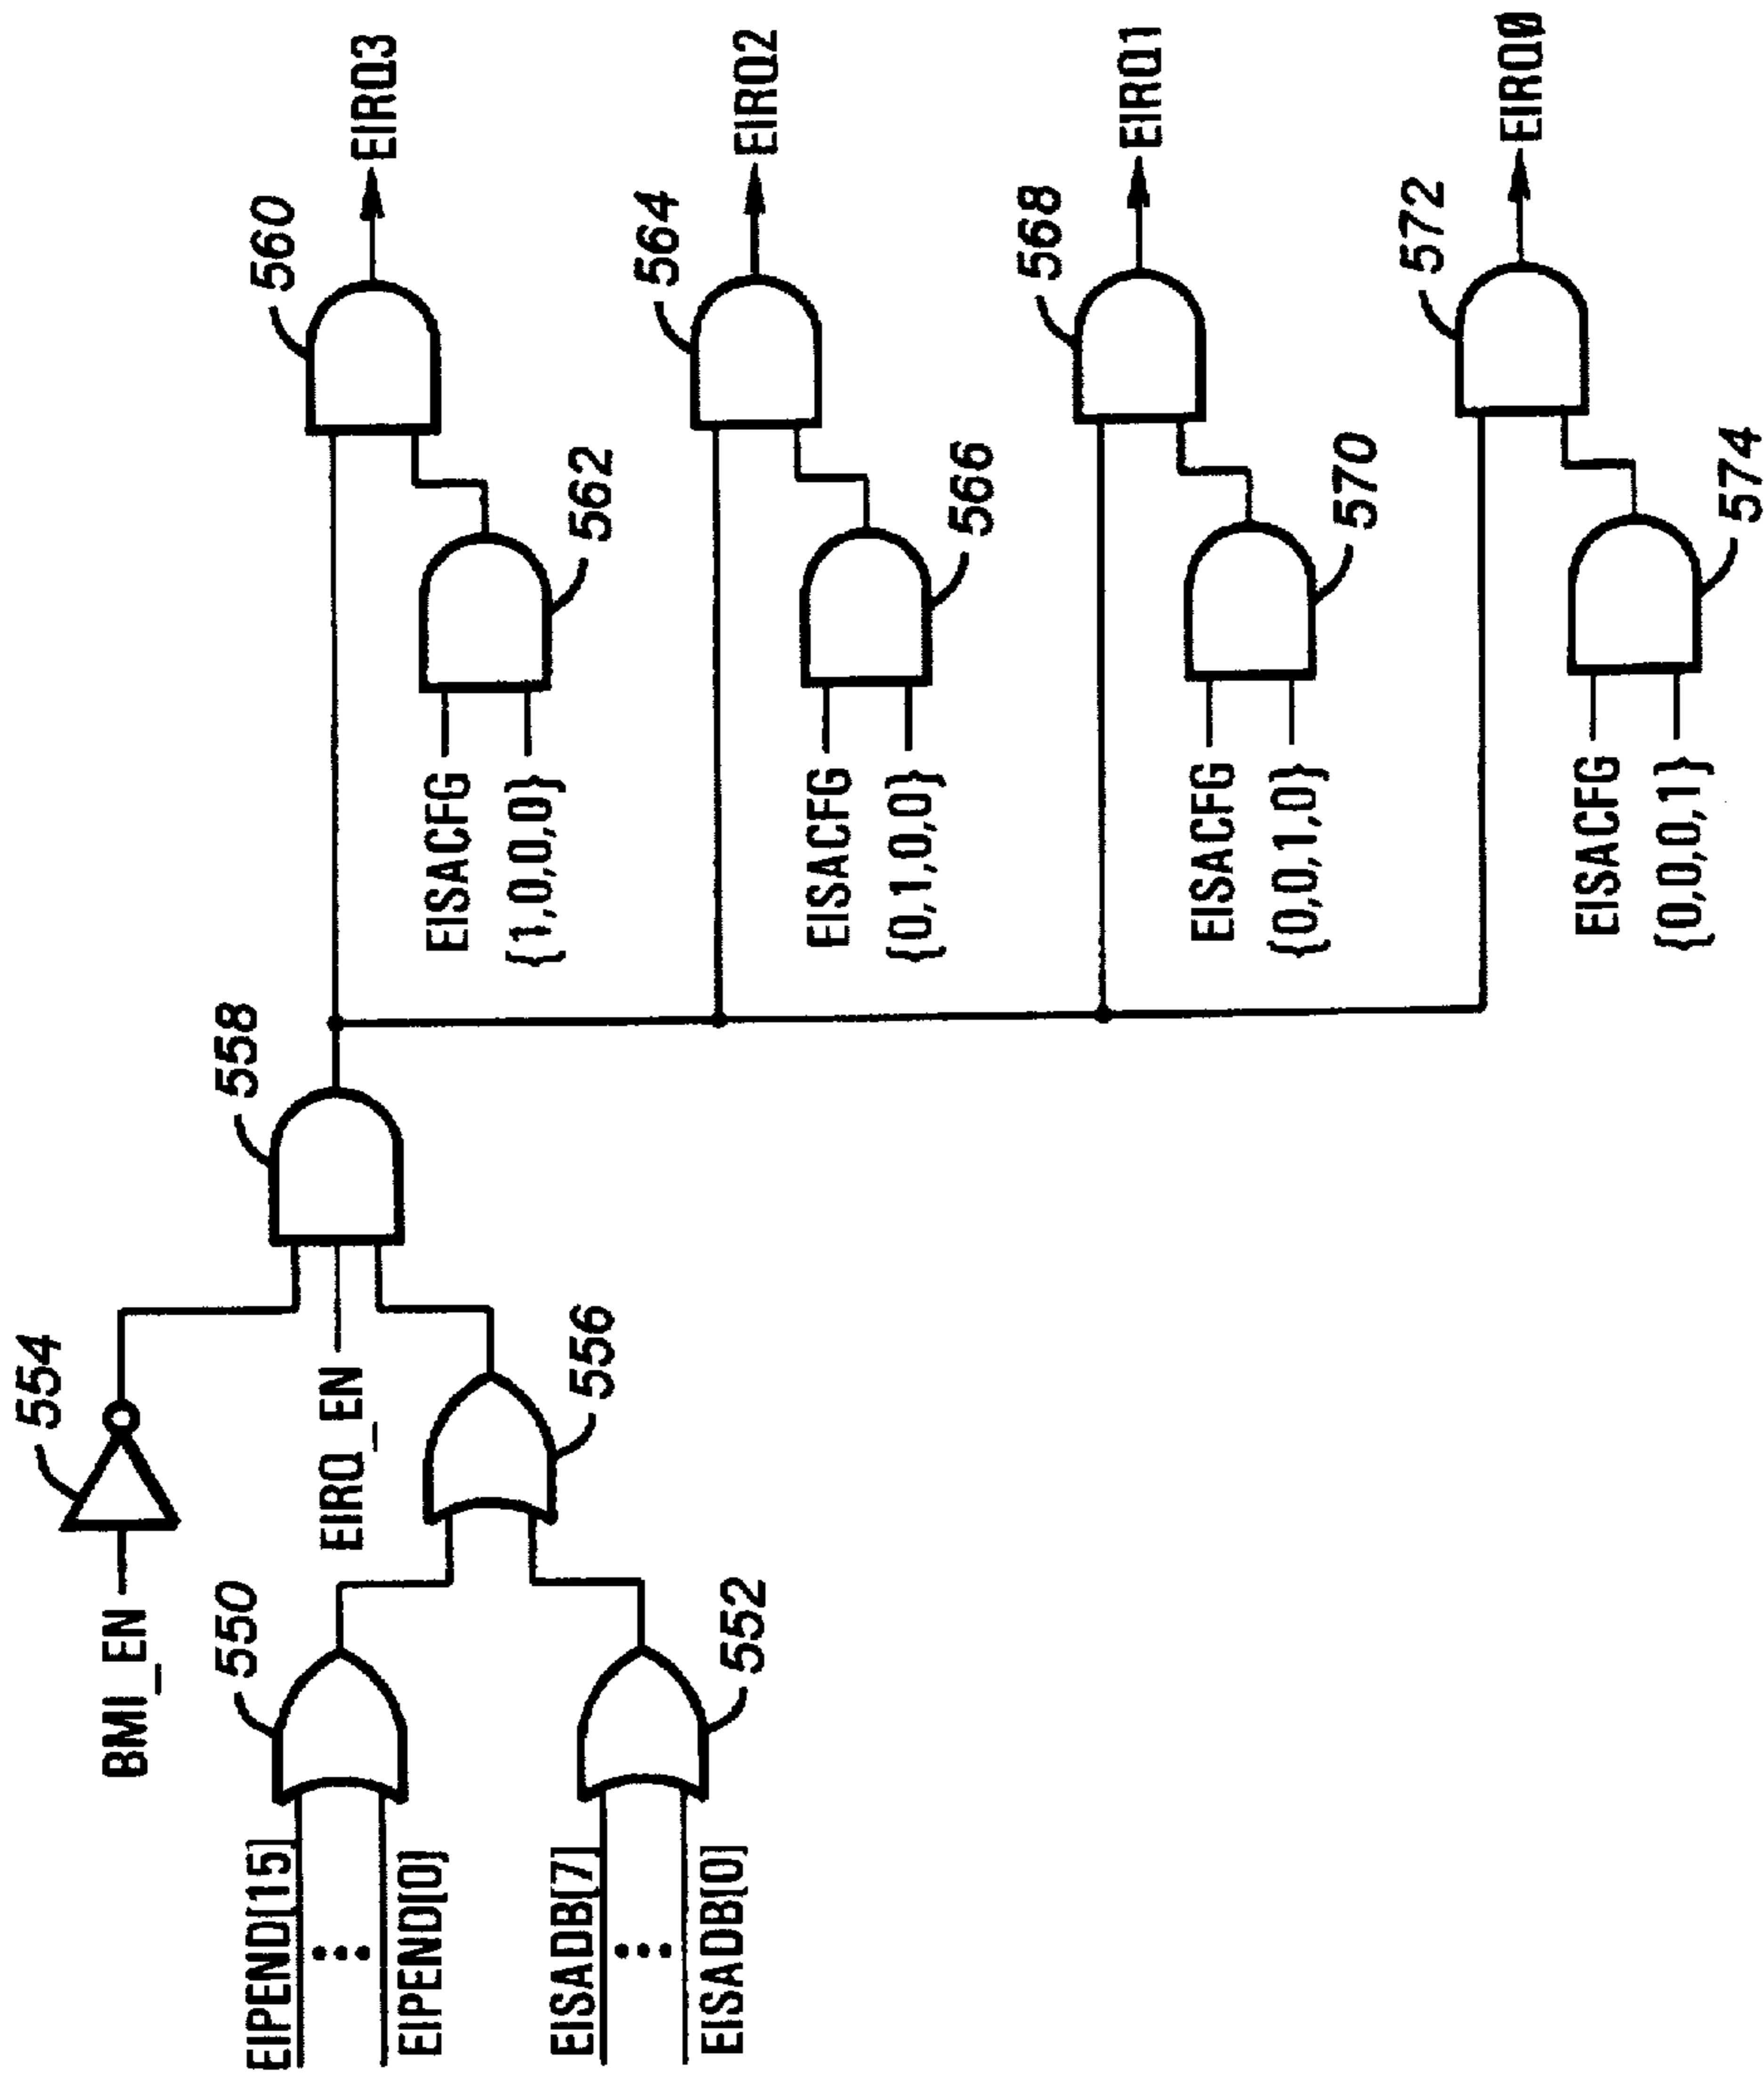 554
BMI_EN
558
560
EIRQ3
EIRQ_EN
550
EIPEND[15]
EIPEND[0]
556
EISACFG
{1,0,0,0}
562
552
EISADB[7]
EISADB[0]
564
EIRQ2
EISACFG
{0,1,0,0}
566
568
EIRQ1
EISACFG
{0,0,1,0}
570
572
EIRQ0
EISACFG
{0,0,0,1}
574